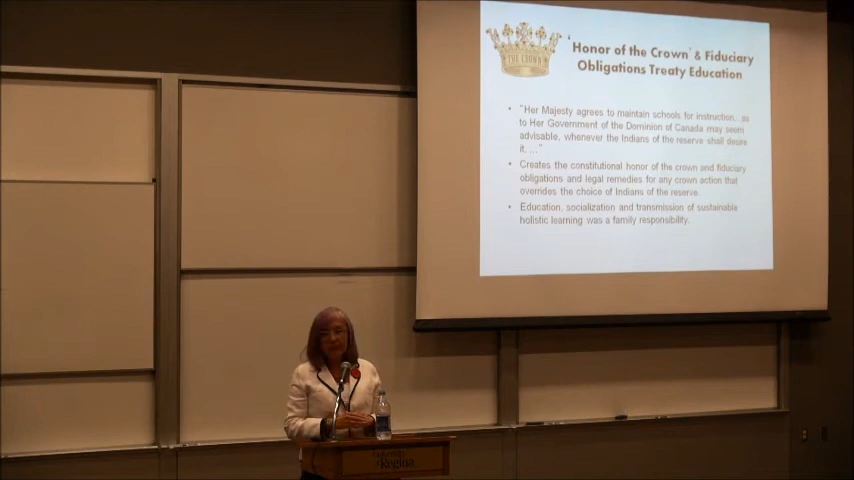 THE CROWN
'Honor of the Crown' & Fiduciary
Obligations Treaty Education
• "Her Majesty agrees to maintain schools for instruction...as
to Her Government of the Dominion of Canada may seem
advisable, whenever the Indians of the reserve shall desire
it, ..."
• Creates the constitutional honor of the crown and fiduciary
obligations and legal remedies for any crown action that
overrides the choice of Indians of the reserve.
• Education, socialization and transmission of sustainable
holistic learning was a family responsibility.
University
of Regina